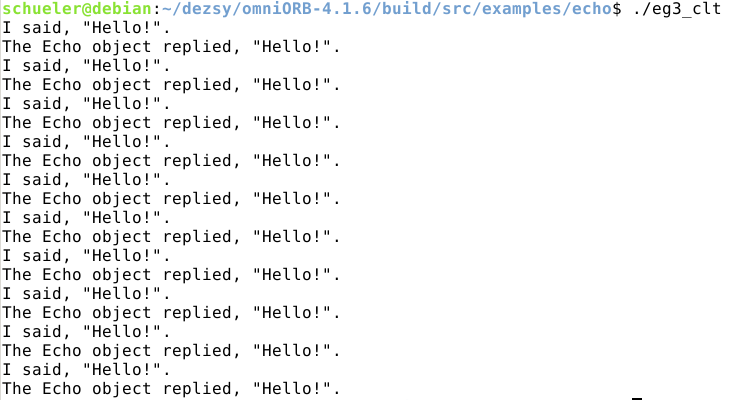 schueler@debian:~/dezsy/omniORB-4.1.6/build/src/examples/echo$ ./eg3_clt
I said, "Hello!".
The Echo object replied, "Hello!".
I said, "Hello!".
The Echo object replied, "Hello!".
I said, "Hello!".
The Echo object replied, "Hello!".
I said, "Hello!".
The Echo object replied, "Hello!".
I said, "Hello!".
The Echo object replied, "Hello!".
I said, "Hello!".
The Echo object replied, "Hello!".
I said, "Hello!".
The Echo object replied, "Hello!".
I said, "Hello!".
The Echo object replied, "Hello!".
I said, "Hello!".
The Echo object replied, "Hello!".
I said, "Hello!".
The Echo object replied, "Hello!".